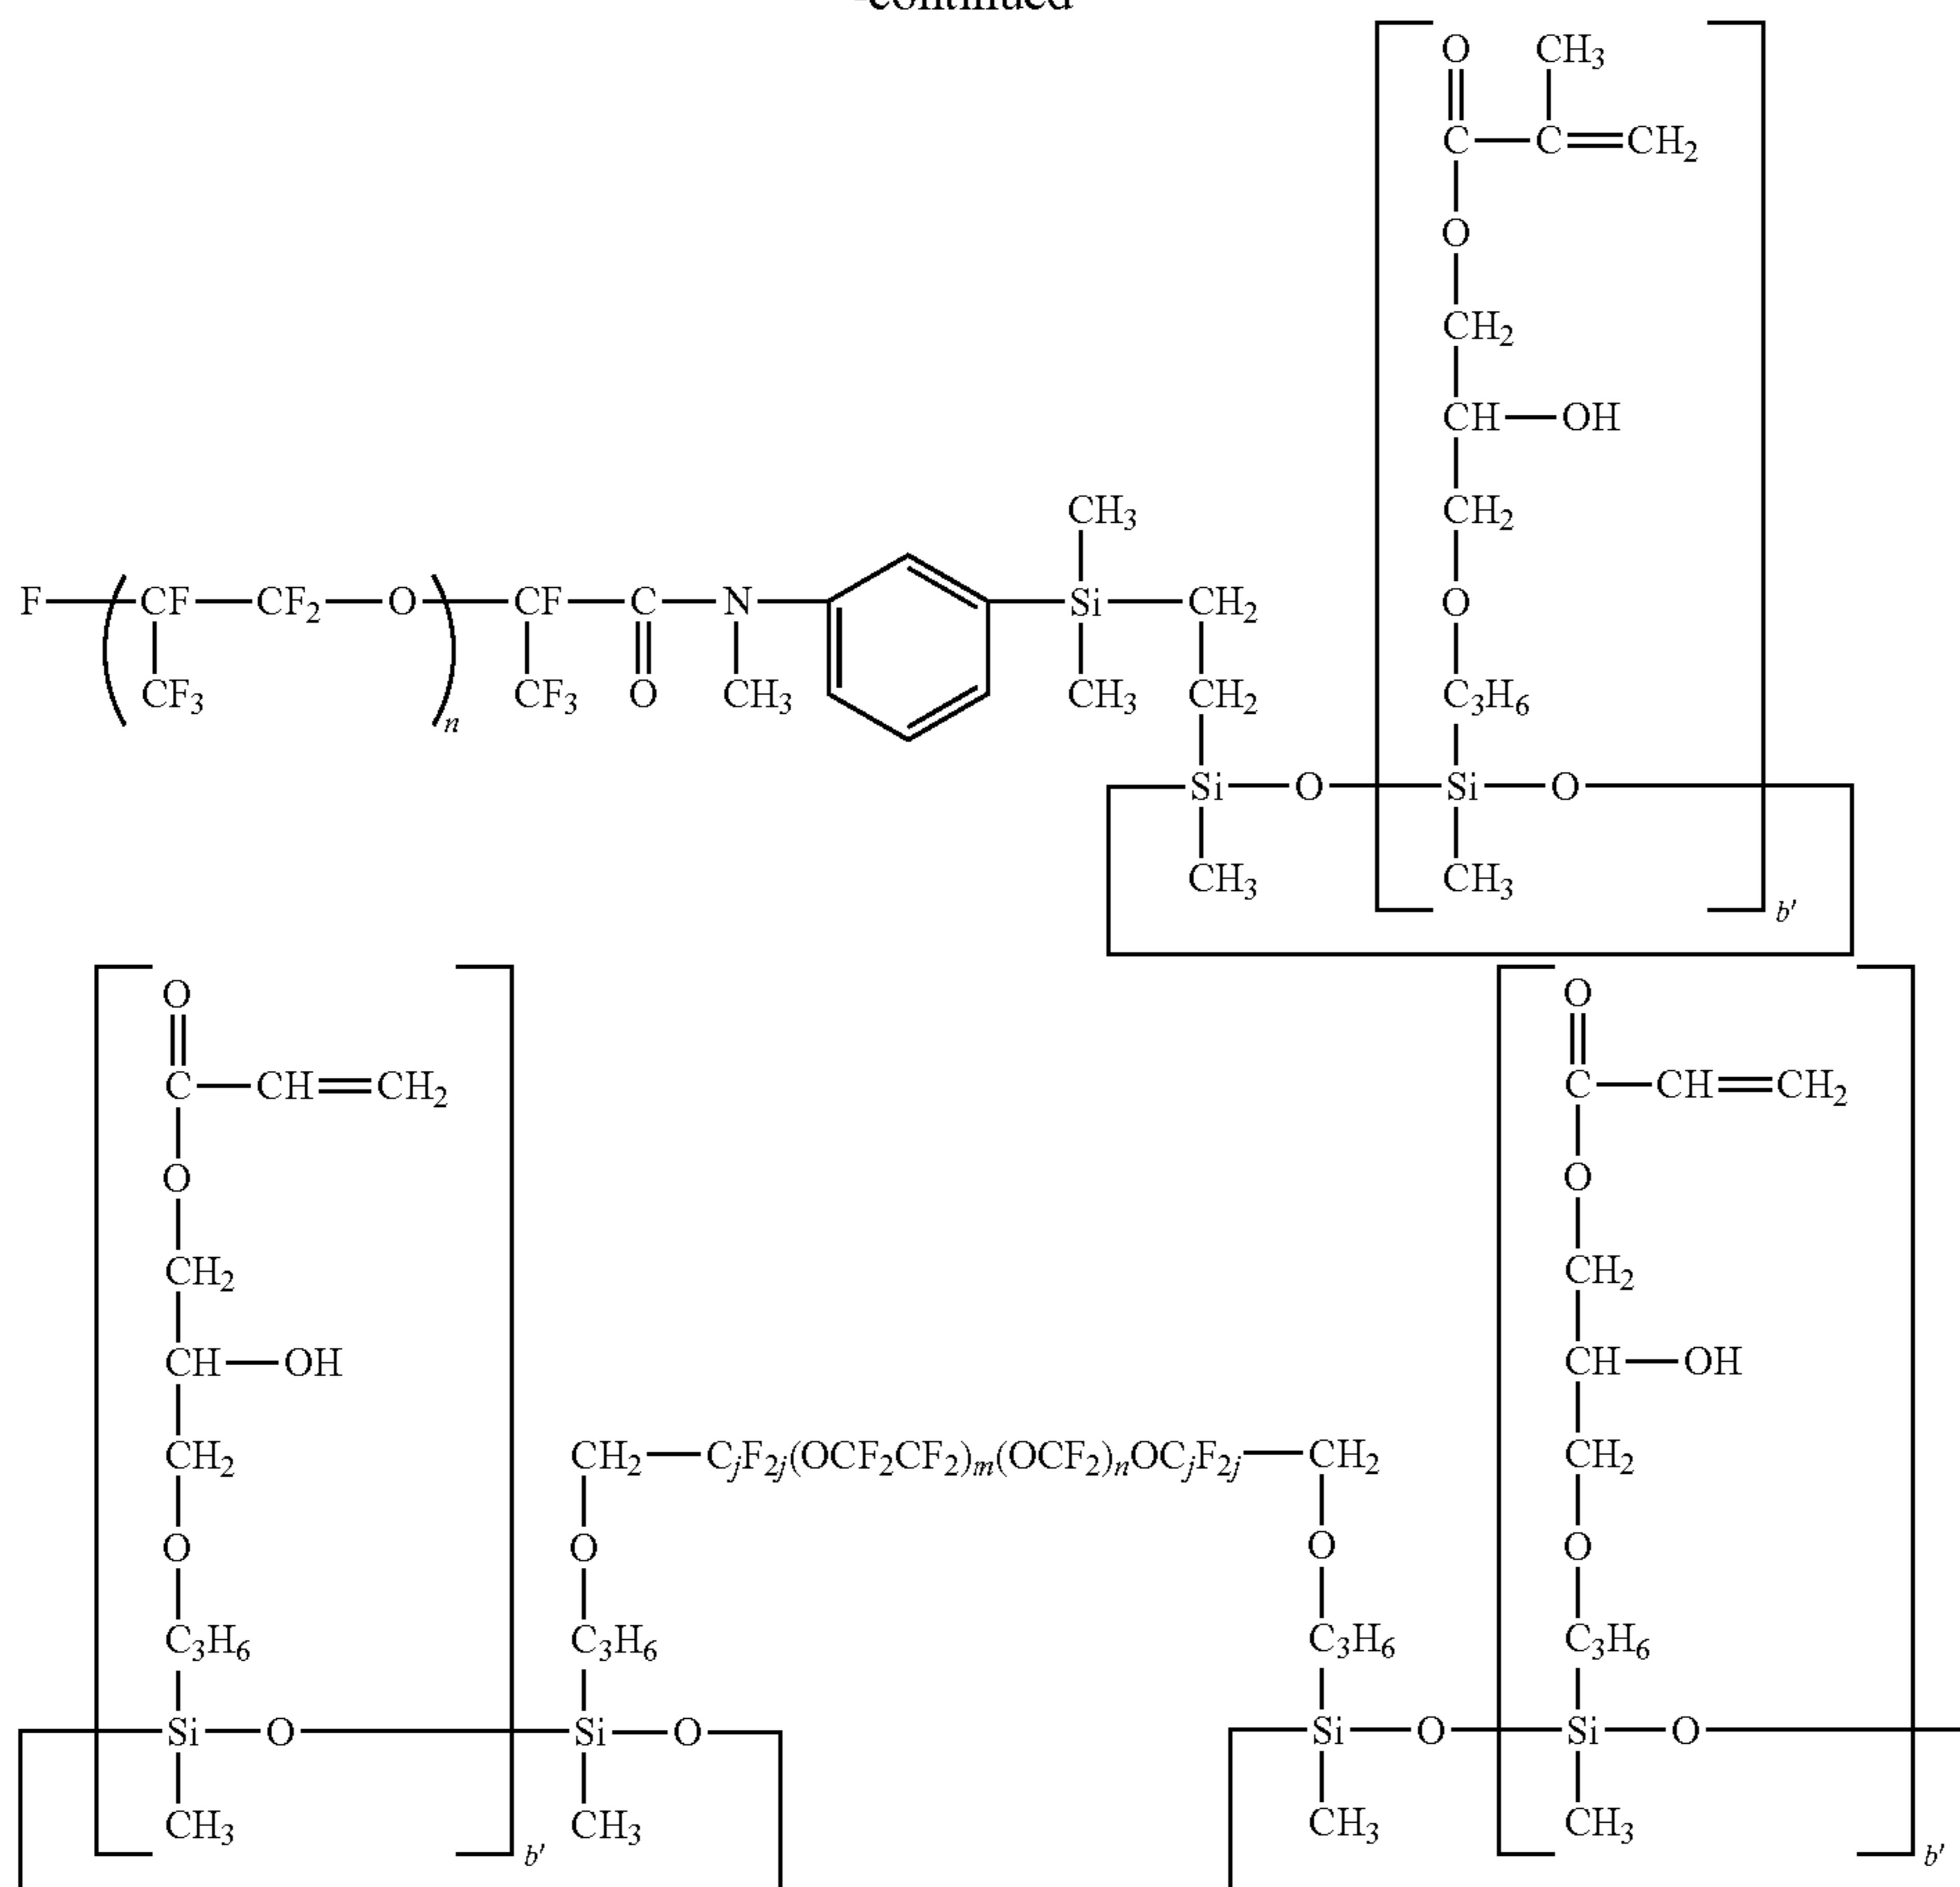 -continued
O CH3
C C CH2
O
CH2
CH OH
CH2
CH3
F CF CF2 O CF C N Si CH2 O
CF3 n CF3 O CH3 CH3 CH2 C3H6
Si O Si O
CH3 CH3 b'
O O
C CH CH2 C CH CH2
O O
CH2 CH2
CH OH CH OH
CH2 CH2 CjF2j(OCF2CF2)m(OCF2)nOCjF2j CH2 CH2
O O O O
C3H6 C3H6 C3H6 C3H6
Si O Si O Si O Si O
CH3 CH3 CH3 CH3
b' b'